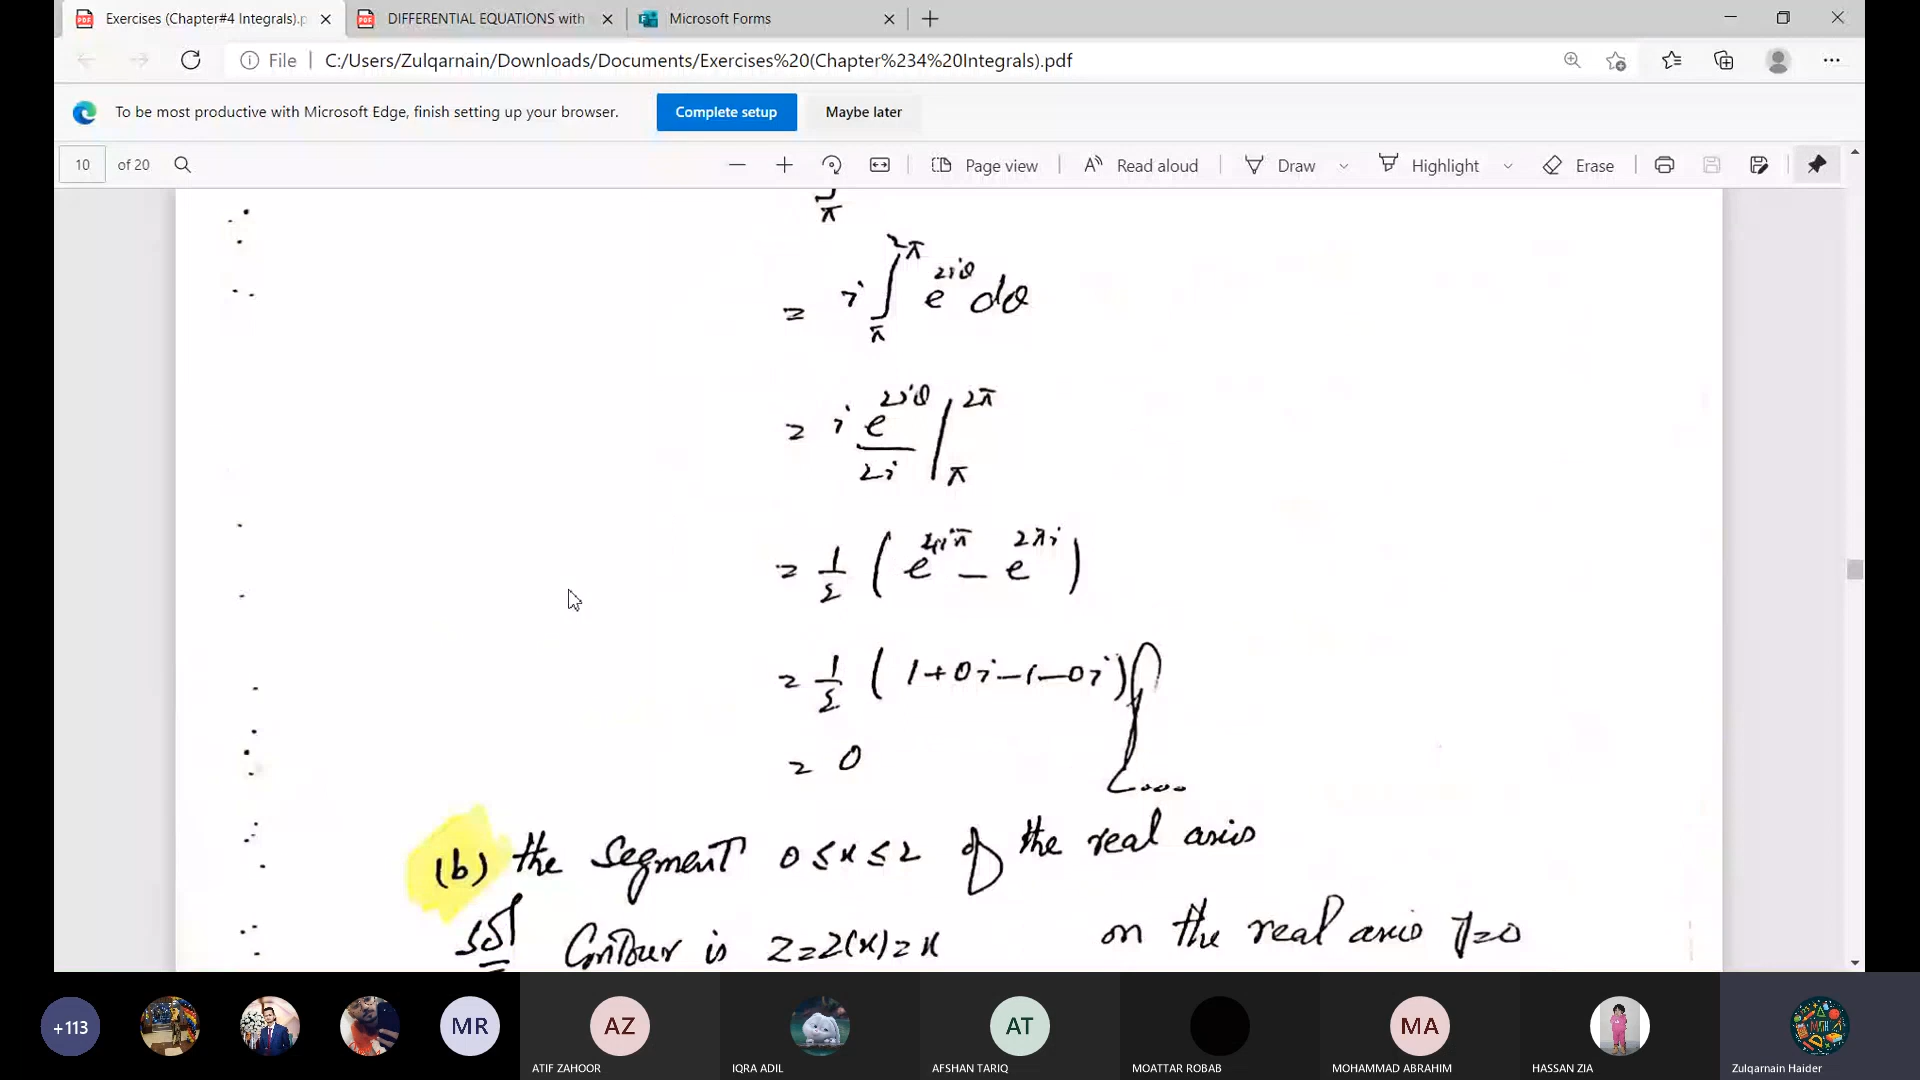 Exercises (Chapter#4 Integrals).p
DIFFERENTIAL EQUATIONS with
Microsoft Forms
File | C:/Users/Zulqarnain/Downloads/Documents/Exercises%20(Chapter%234%20Integrals).pdf
To be most productive with Microsoft Edge, finish setting up your browser.
Complete setup
Maybe later
10 of 20
Page view
Read aloud
Draw
Highlight
Erase
π
= i ∫_π^{2π} e^{2iθ} dθ
= i e^{2iθ}/2i |_π^{2π}
= 1/2 (e^{4iπ} − e^{2πi})
= 1/2 (1+0i−1−0i)
= 0
(b) the segment 0≤x≤2 of the real axis
Sol Contour is z=z(x)=x on the real axis y=0
+113
MR
AZ
AT
MA
ATIF ZAHOOR
IQRA ADIL
AFSHAN TARIQ
MOATTAR ROBAB
MOHAMMAD ABRAHIM
HASSAN ZIA
Zulqarnain Haider